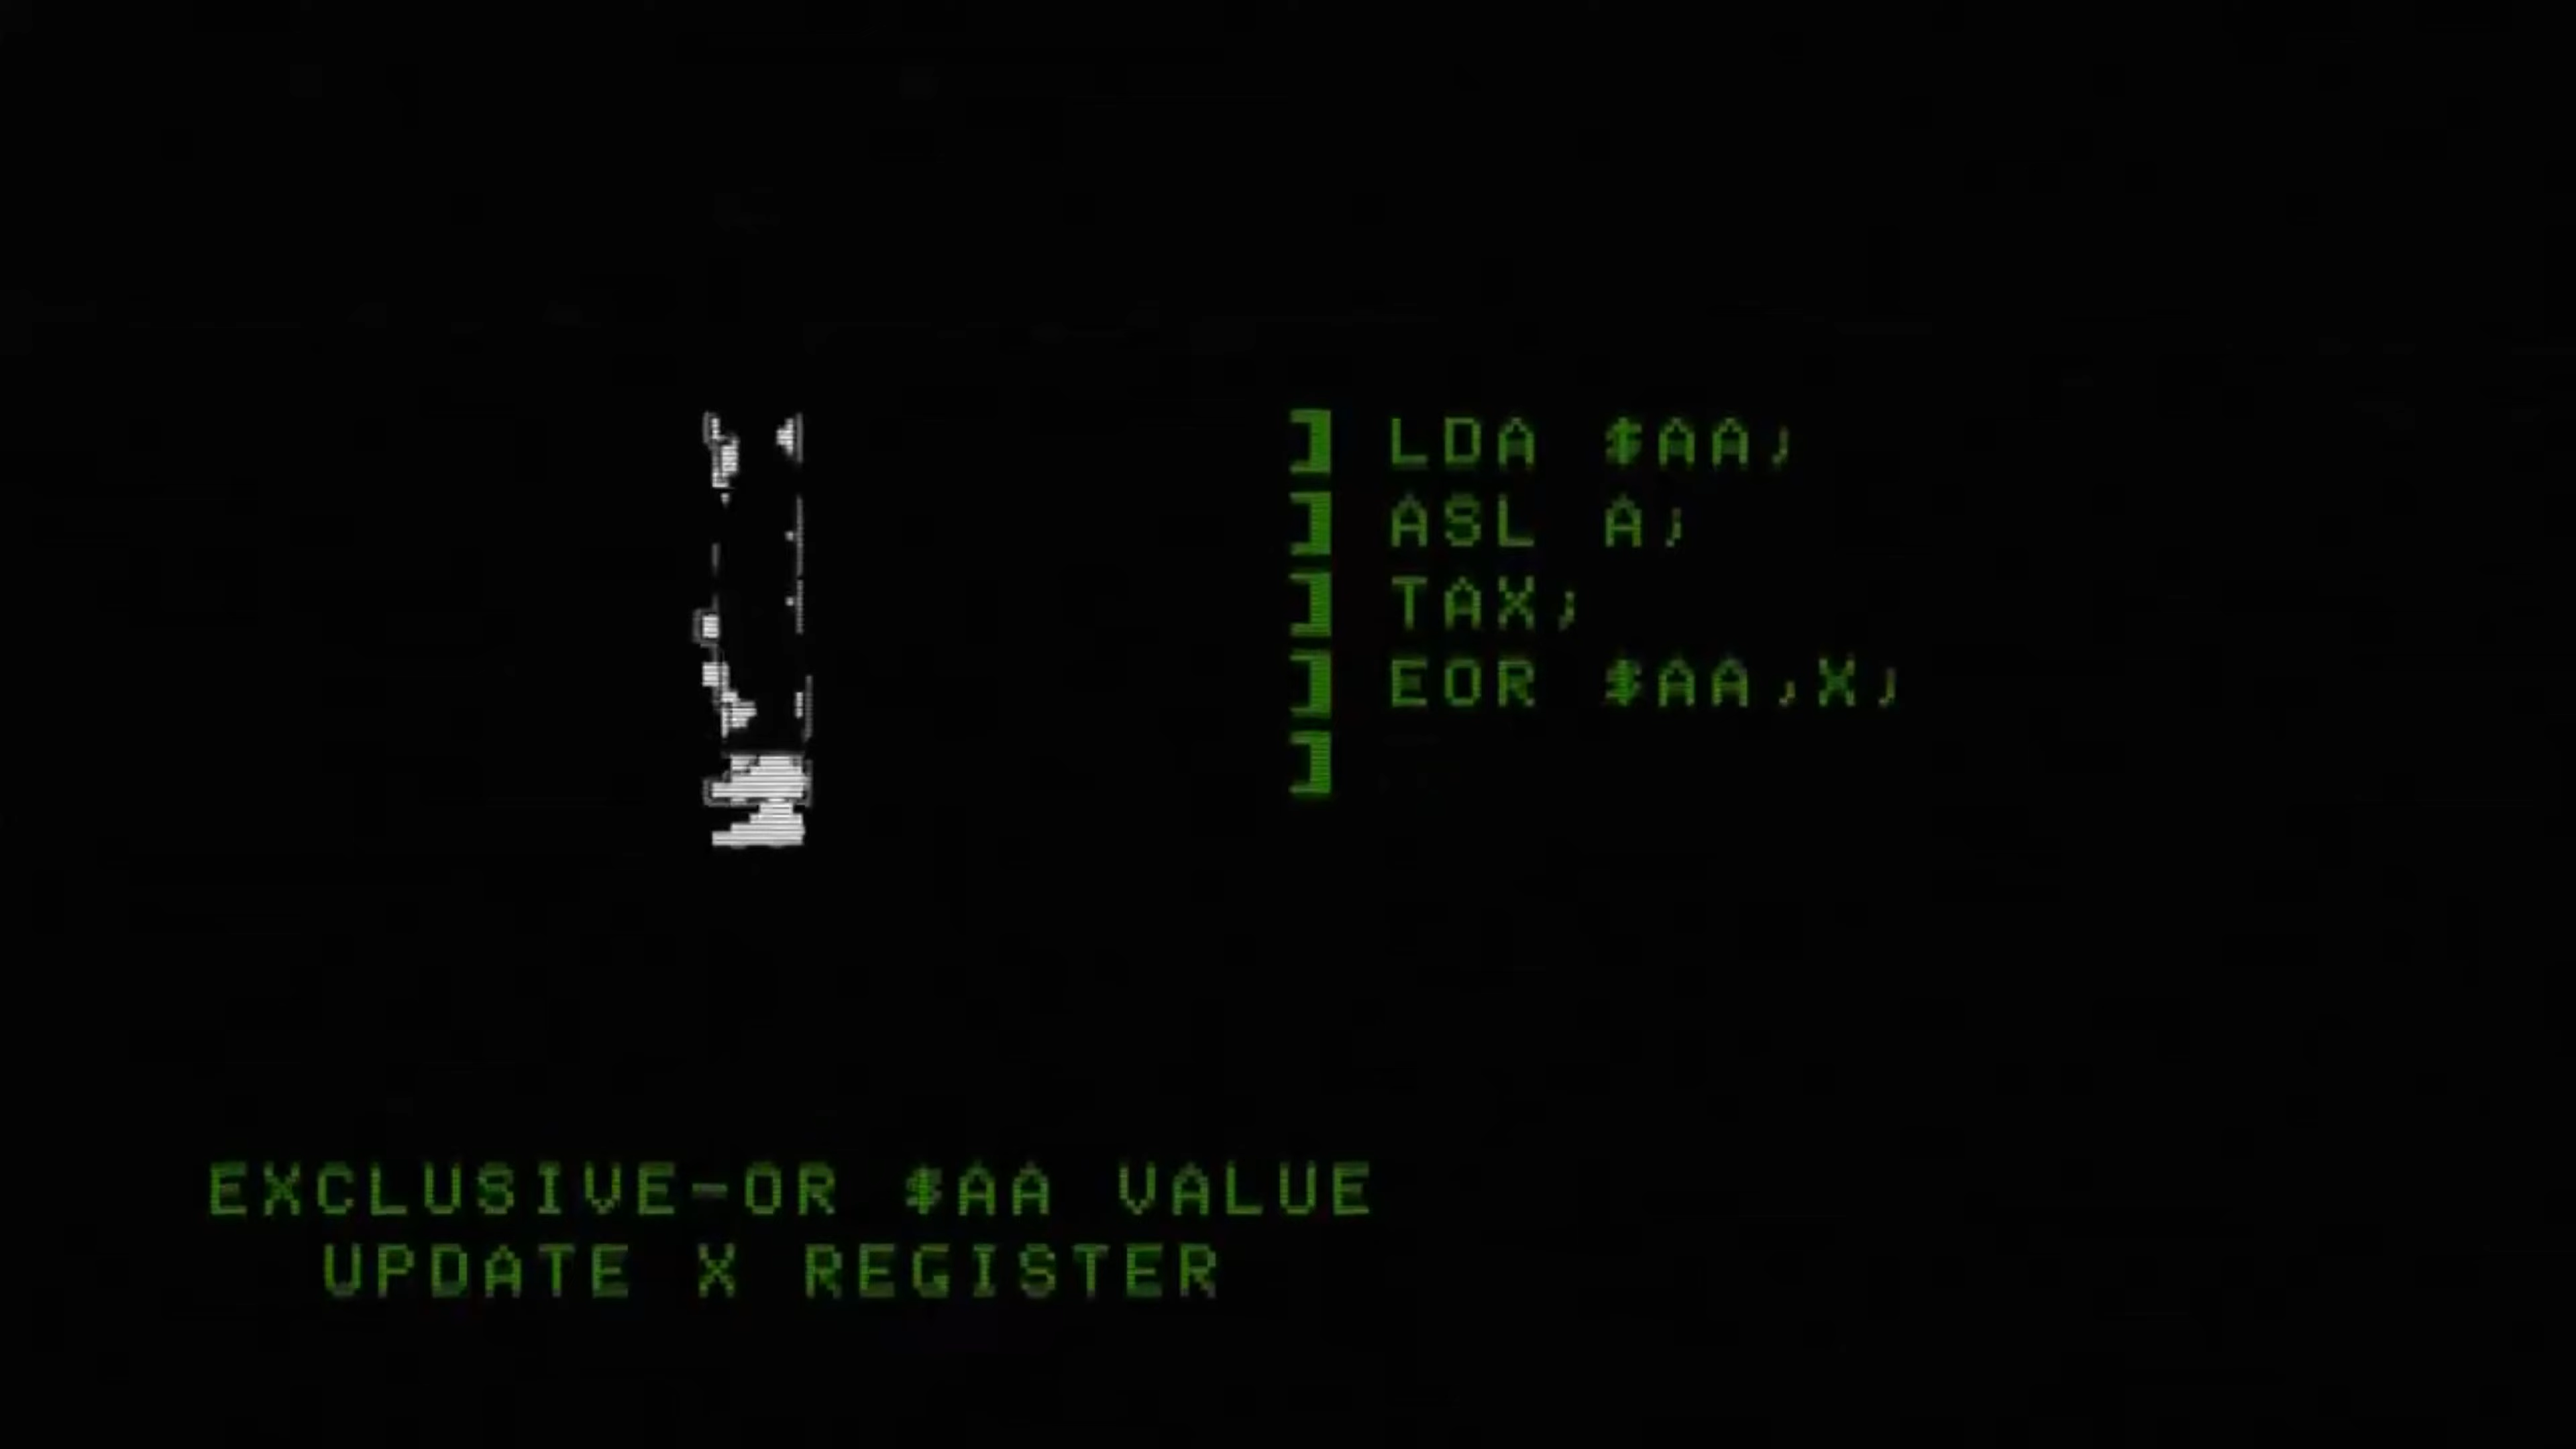 ] LDA $AA;
] ASL A;
] TAX;
] EOR $AA,X;
]
EXCLUSIVE-OR $AA VALUE
UPDATE X REGISTER